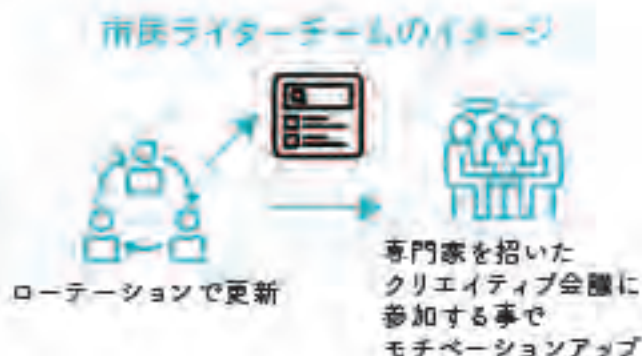 市民ライターチームのイメージ
ローテーションで更新
専門家を招いた
クリエイティブ会議に
参加する事で
モチベーションアップ